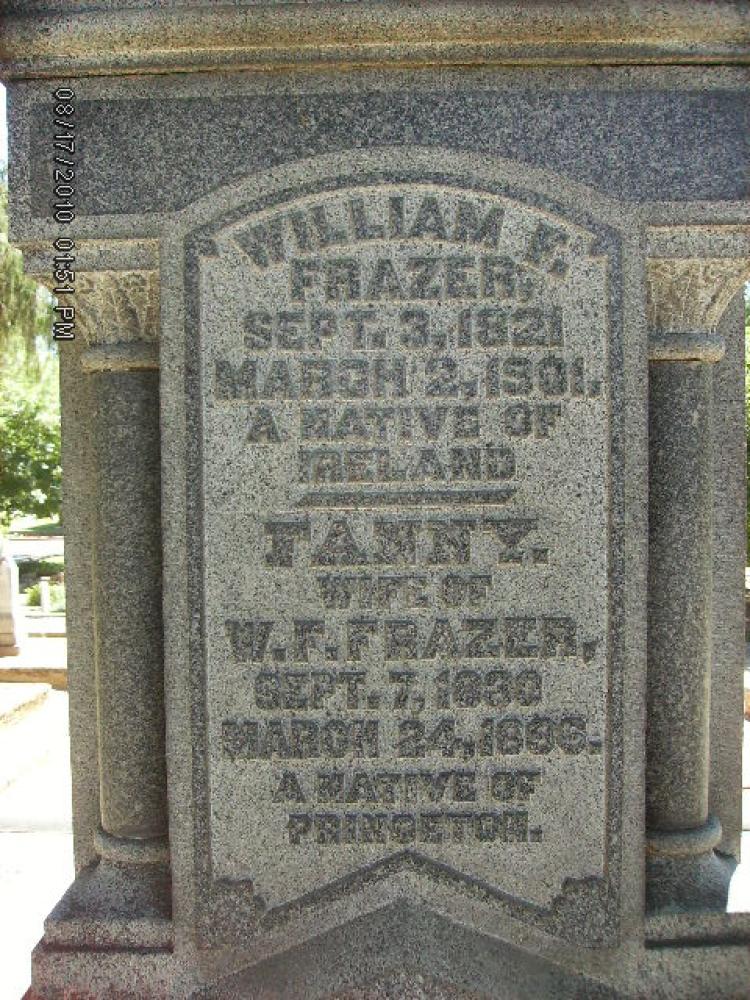 WILLIAM F.
FRAZER,
SEPT. 3, 1821
MARCH 2, 1901.
A NATIVE OF
IRELAND
FANNY.
WIFE OF
W. F. FRAZER,
SEPT. 7, 1830
MARCH 24, 1896.
A NATIVE OF
PRINCETON.
08/17/2010 01:51 PM